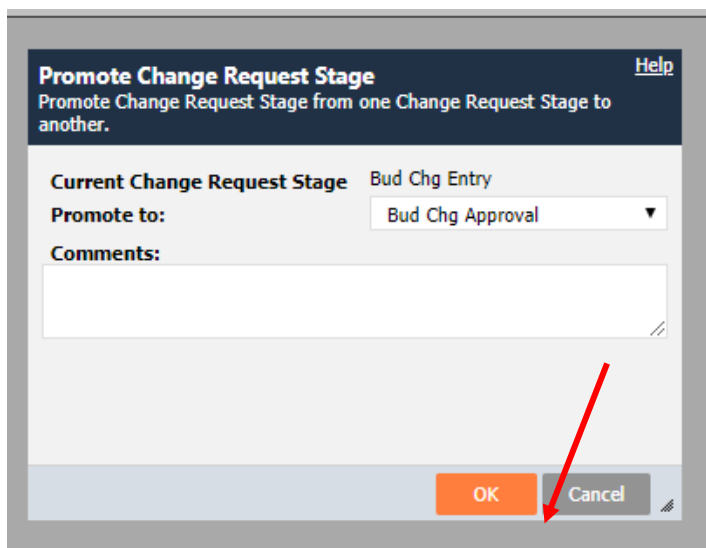 Help
Promote Change Request Stage
Promote Change Request Stage from one Change Request Stage to
another.
Current Change Request Stage Bud Chg Entry
Promote to: Bud Chg Approval
Comments:
OK Cancel